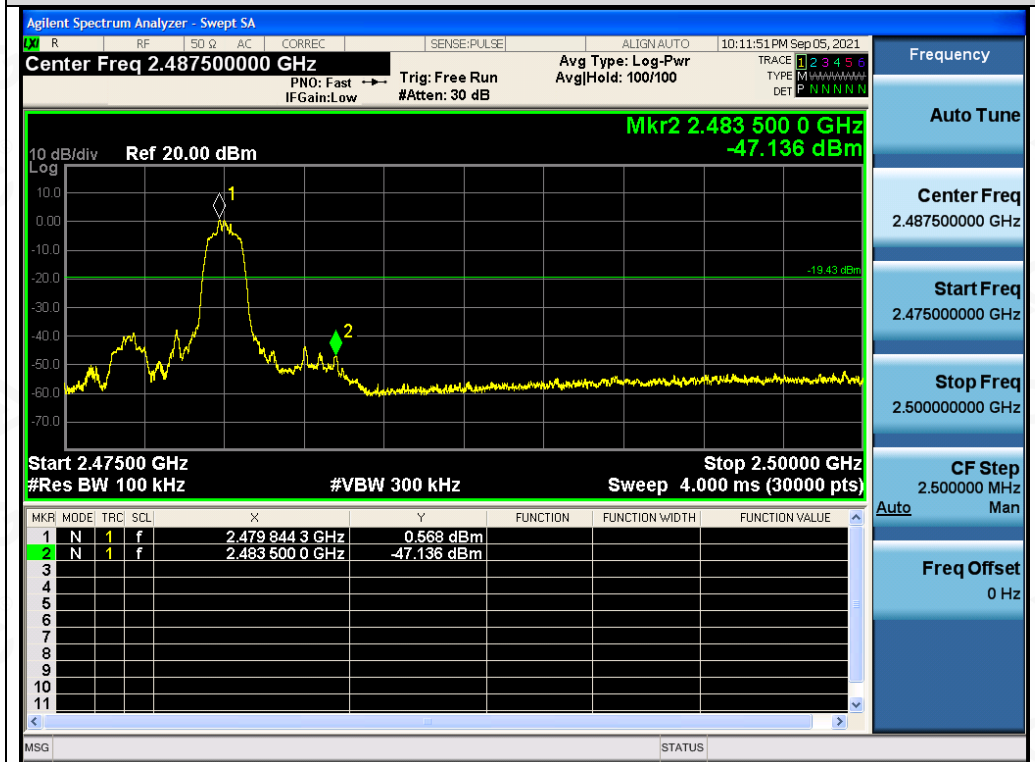 Agilent Spectrum Analyzer - Swept SA
LXI R RF 50 Ω AC CORREC SENSE:PULSE ALIGNAUTO 10:11:51 PM Sep 05, 2021
Center Freq 2.487500000 GHz
PNO: Fast
IFGain:Low
Trig: Free Run
#Atten: 30 dB
Avg Type: Log-Pwr
Avg|Hold: 100/100
TRACE 1 2 3 4 5 6
TYPE M
DET P N N N N N
Mkr2 2.483 500 0 GHz
-47.136 dBm
10 dB/div Ref 20.00 dBm
Log
10.0
0.00
-10.0
-20.0
-30.0
-40.0
-50.0
-60.0
-70.0
1
2
-19.43 dBm
Start 2.47500 GHz Stop 2.50000 GHz
#Res BW 100 kHz #VBW 300 kHz Sweep 4.000 ms (30000 pts)
MKR MODE TRC SCL X Y FUNCTION FUNCTION WIDTH FUNCTION VALUE
1 N 1 f 2.479 844 3 GHz 0.568 dBm
2 N 1 f 2.483 500 0 GHz -47.136 dBm
3
4
5
6
7
8
9
10
11
MSG STATUS
Frequency
Auto Tune
Center Freq
2.487500000 GHz
Start Freq
2.475000000 GHz
Stop Freq
2.500000000 GHz
CF Step
2.500000 MHz
Auto Man
Freq Offset
0 Hz